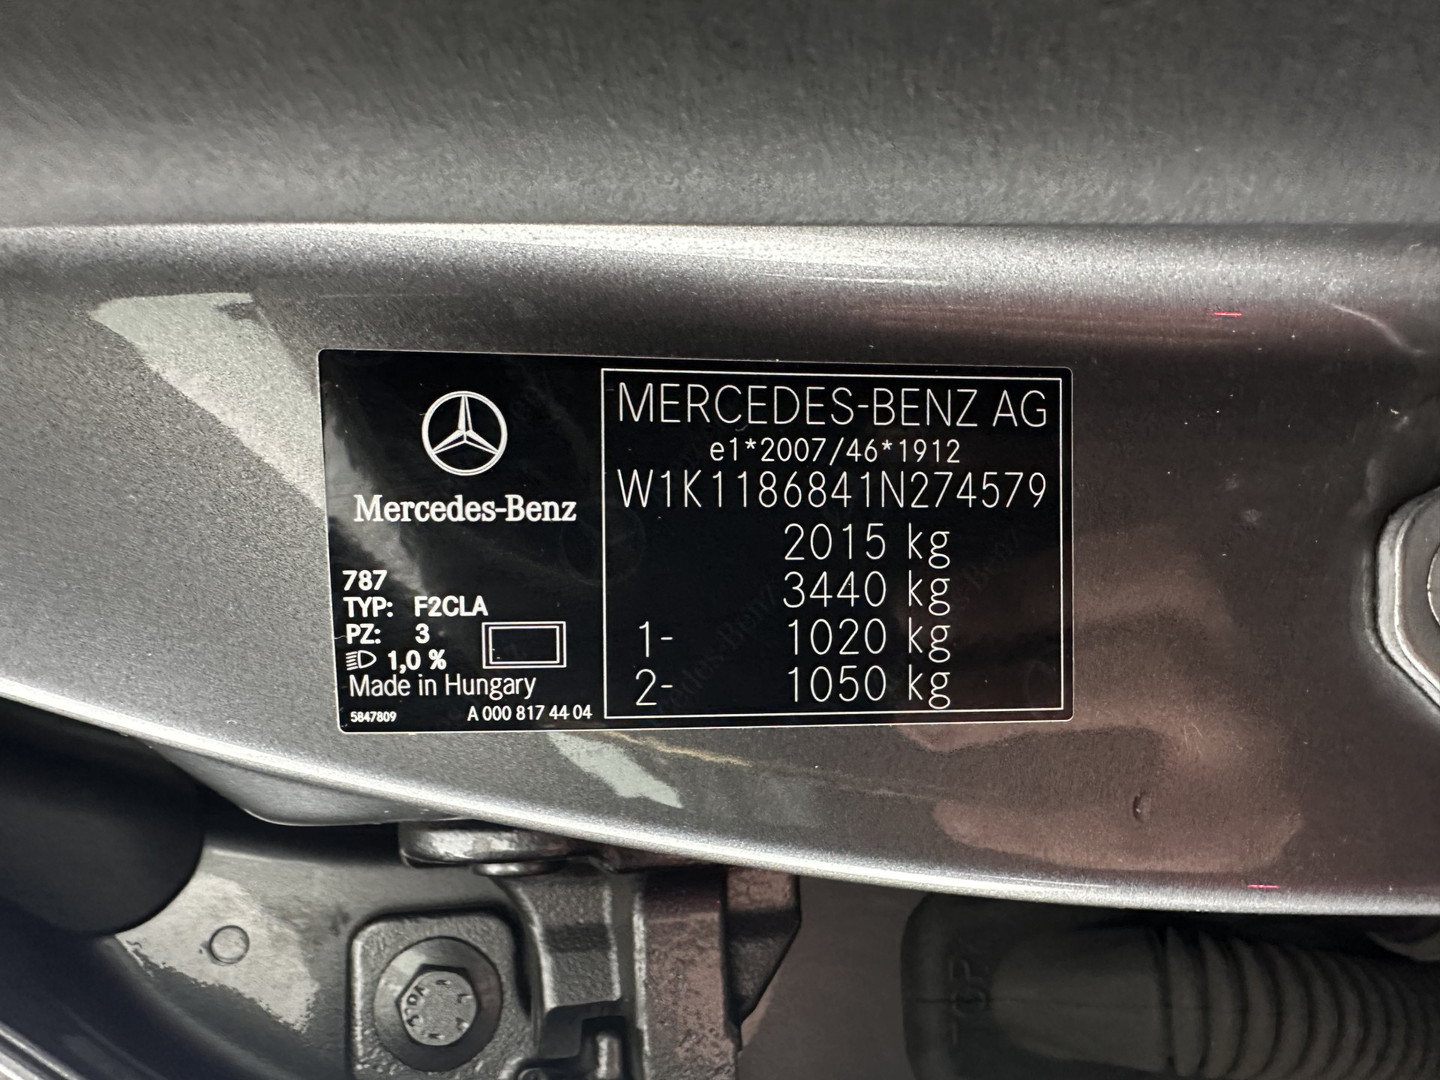 Mercedes-Benz
787
TYP: F2CLA
PZ: 3
1,0 %
Made in Hungary
5847809 A 000 817 44 04
MERCEDES-BENZ AG
e1*2007/46*1912
W1K1186841N274579
2015 kg
3440 kg
1- 1020 kg
2- 1050 kg
TOP